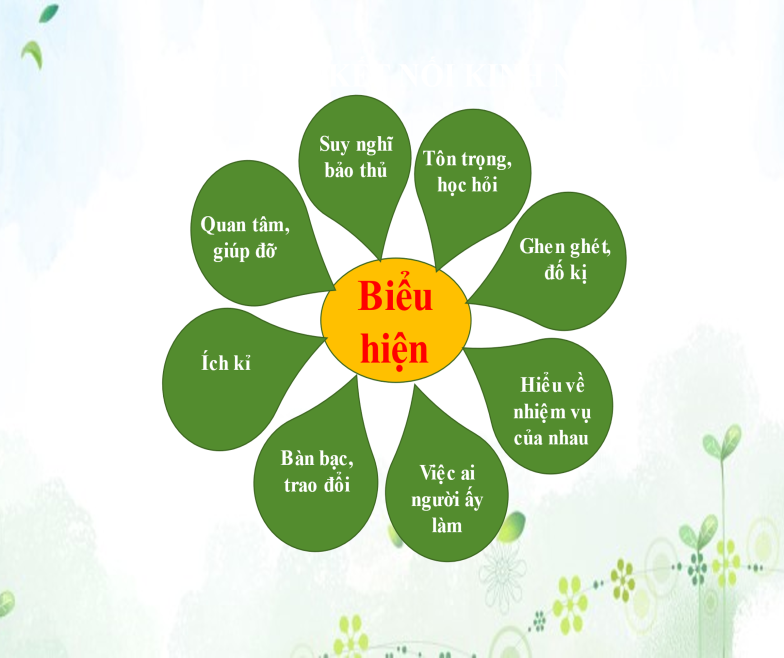 Suy nghĩ
bảo thủ
Tôn trọng,
học hỏi
Ghen ghét,
đố kị
Hiểu về
nhiệm vụ
của nhau
Việc ai
người ấy
làm
Bàn bạc,
trao đổi
Ích kỉ
Quan tâm,
giúp đỡ
Biểu
hiện